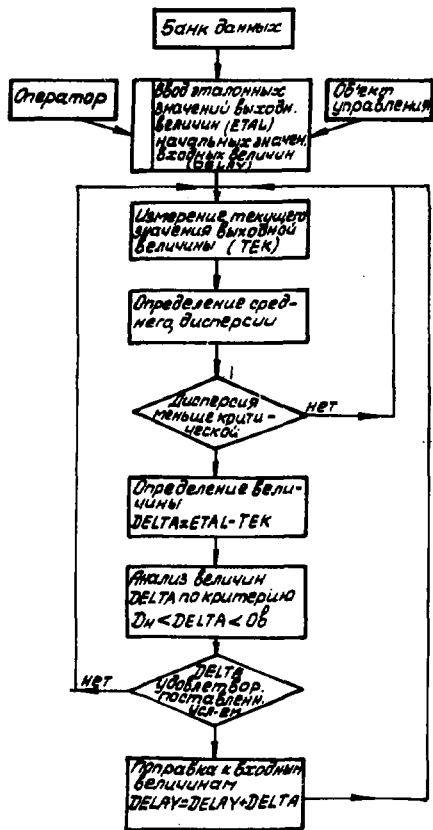 Банк данных
Оператор
Ввод эталонных
значений выходн.
величин (ETAL)
начальных значен.
входных величин
(DELAY)
Объект
управления
Измерение текущего
значения выходной
величины (ТЕК)
Определение сред-
него, дисперсии
Дисперсия
меньше крити-
ческой
нет
Определение вели-
чины
DELTA=ETAL-TEK
Анализ величин
DELTA по критерию
Dн<DELTA<Dв
DELTA
удовлетвор.
поставленн.
усл-ем
нет
Поправка к входным
величинам
DELAY=DELAY+DELTA